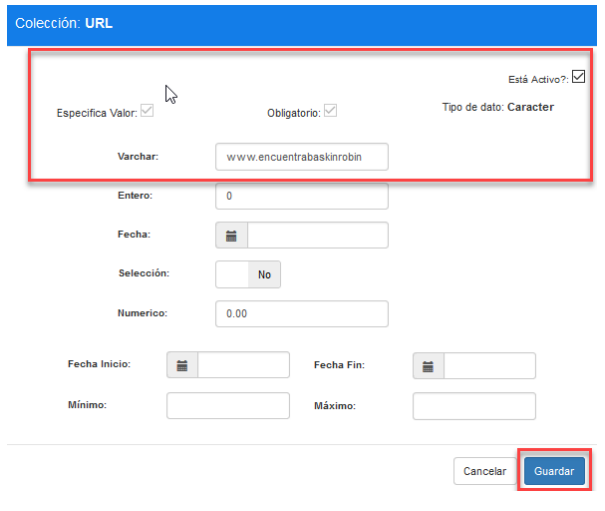 Colección: URL
Está Activo?:
Especifica Valor:
Obligatorio:
Tipo de dato: Caracter
Varchar:
www.encuentrabaskinrobin
Entero:
0
Fecha:
Selección:
No
Numerico:
0.00
Fecha Inicio:
Fecha Fin:
Mínimo:
Máximo:
Cancelar
Guardar